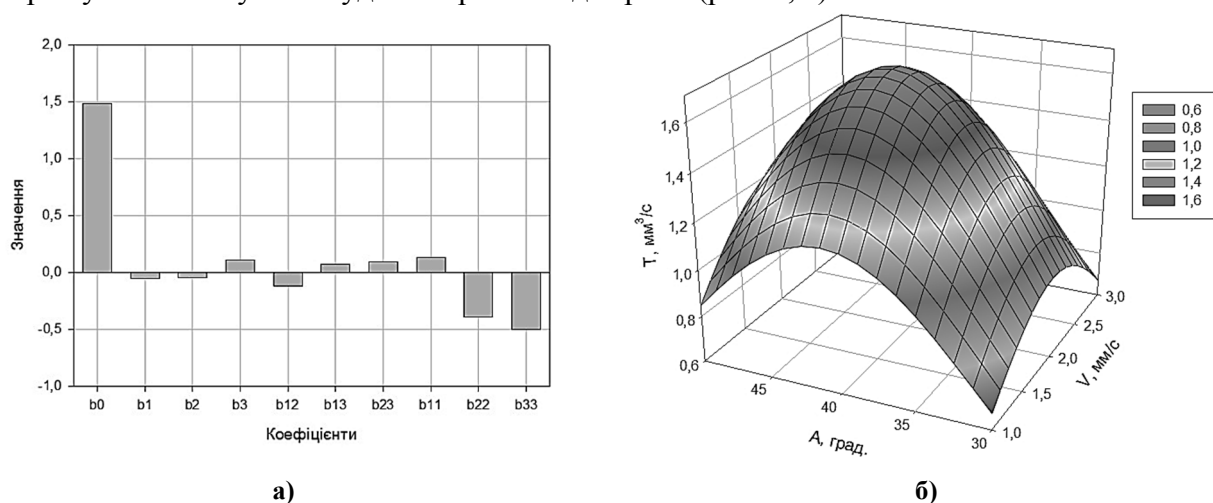 2,0
1,5
1,0
0,5
0,0
-0,5
-1,0
Значення
b0 b1 b2 b3 b12 b13 b23 b11 b22 b33
Коефіцієнти
а)
1,6
1,4
1,2
1,0
0,8
0,6
T, мм³/с
45 40 35 30
A, град.
1,0 1,5 2,0 2,5 3,0
V, мм/с
0,6
0,8
1,0
1,2
1,4
1,6
б)